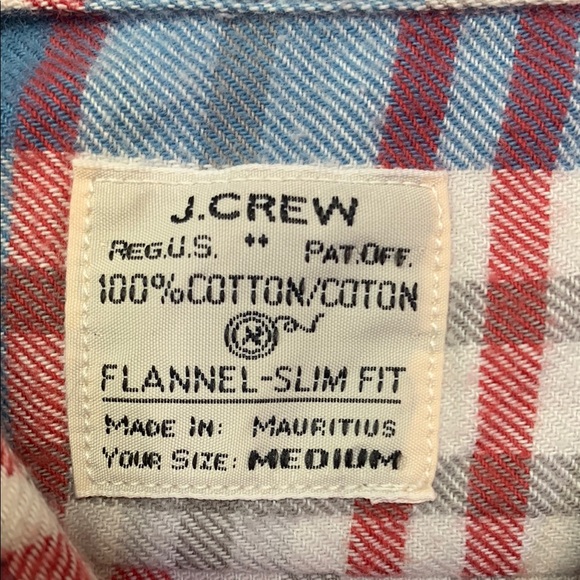 J.CREW
REG.U.S. " PAT.OFF.
100%COTTON/COTON
FLANNEL-SLIM FIT
MADE IN: MAURITIUS
YOUR SIZE: MEDIUM